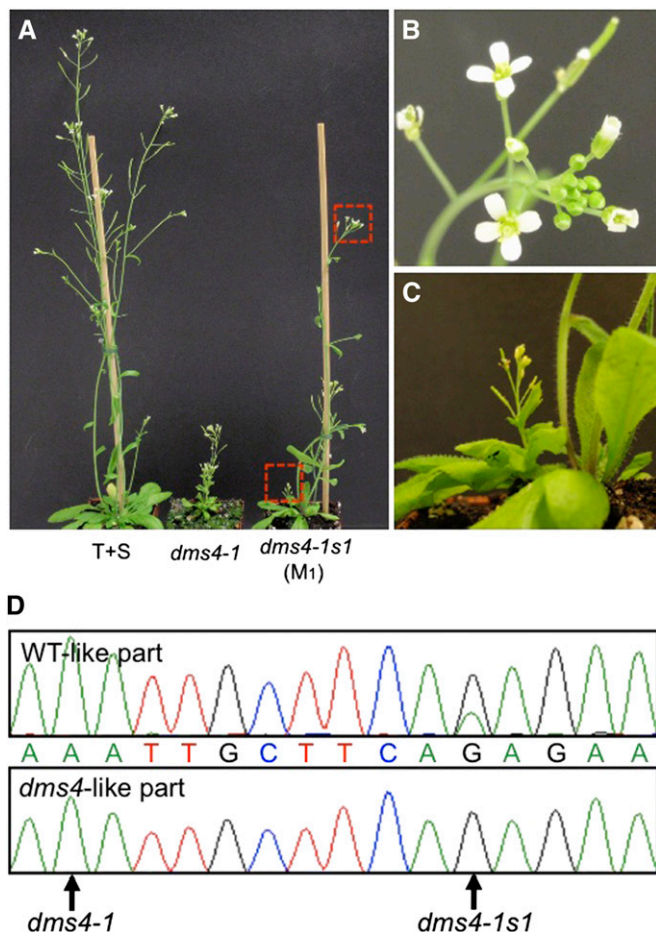 A
B
C
T+S dms4-1 dms4-1s1
(M1)
D
WT-like part
A A A T T G C T T C A G A G A A
dms4-like part
dms4-1 dms4-1s1